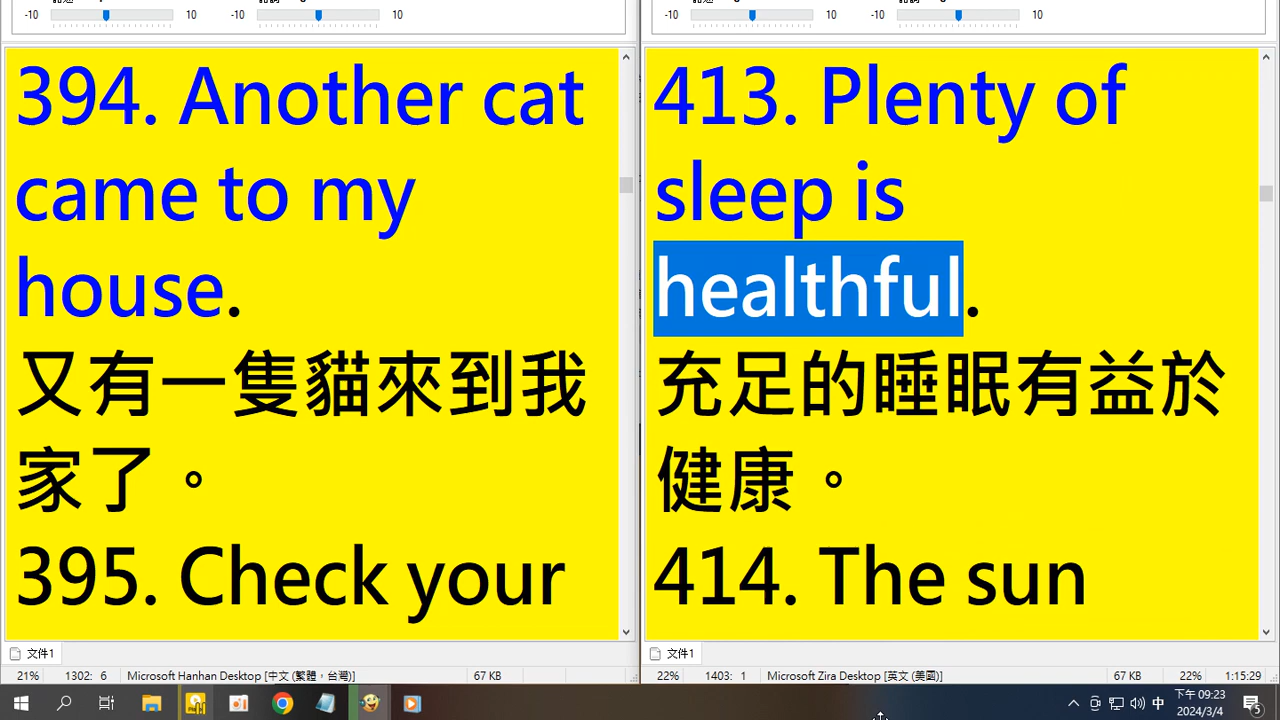 -10 10 -10 10
-10 10 -10 10
394. Another cat
came to my
house.
又有一隻貓來到我
家了。
395. Check your
413. Plenty of
sleep is
healthful.
充足的睡眠有益於
健康。
414. The sun
文件1
21% 1302: 6 Microsoft Hanhan Desktop [中文 (繁體，台灣)] 67 KB
文件1
22% 1403: 1 Microsoft Zira Desktop [英文 (美國)] 67 KB 22% 1:15:29
中
下午 09:23
2024/3/4
5